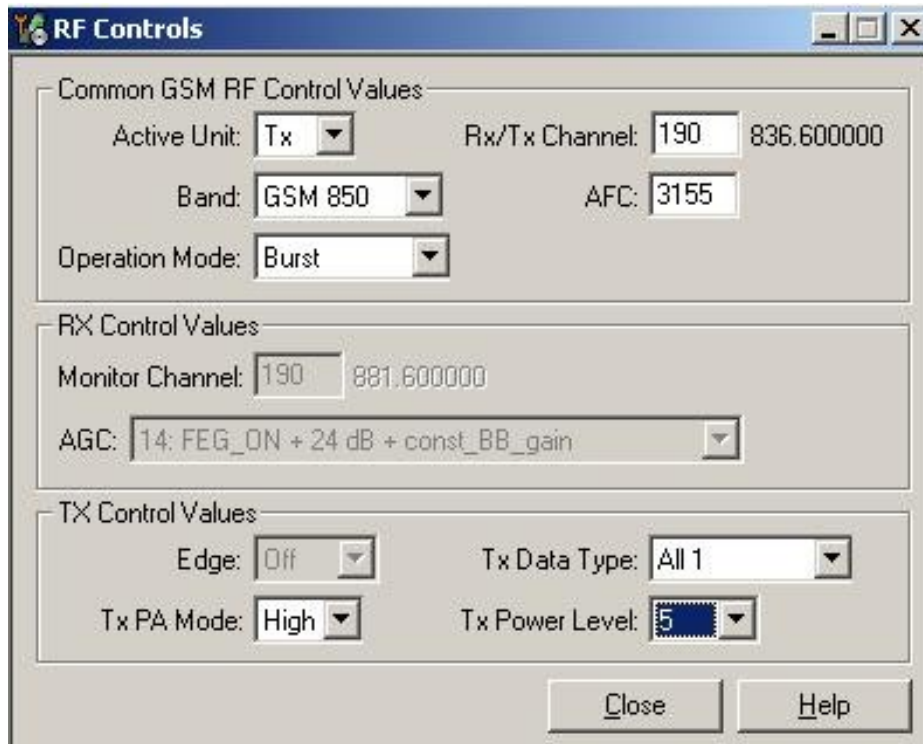 RF Controls
Common GSM RF Control Values
Active Unit: Tx Rx/Tx Channel: 190 836.600000
Band: GSM 850 AFC: 3155
Operation Mode: Burst
RX Control Values
Monitor Channel: 190 881.600000
AGC: 14: FEG_ON + 24 dB + const_BB_gain
TX Control Values
Edge: Off Tx Data Type: All 1
Tx PA Mode: High Tx Power Level: 5
Close Help